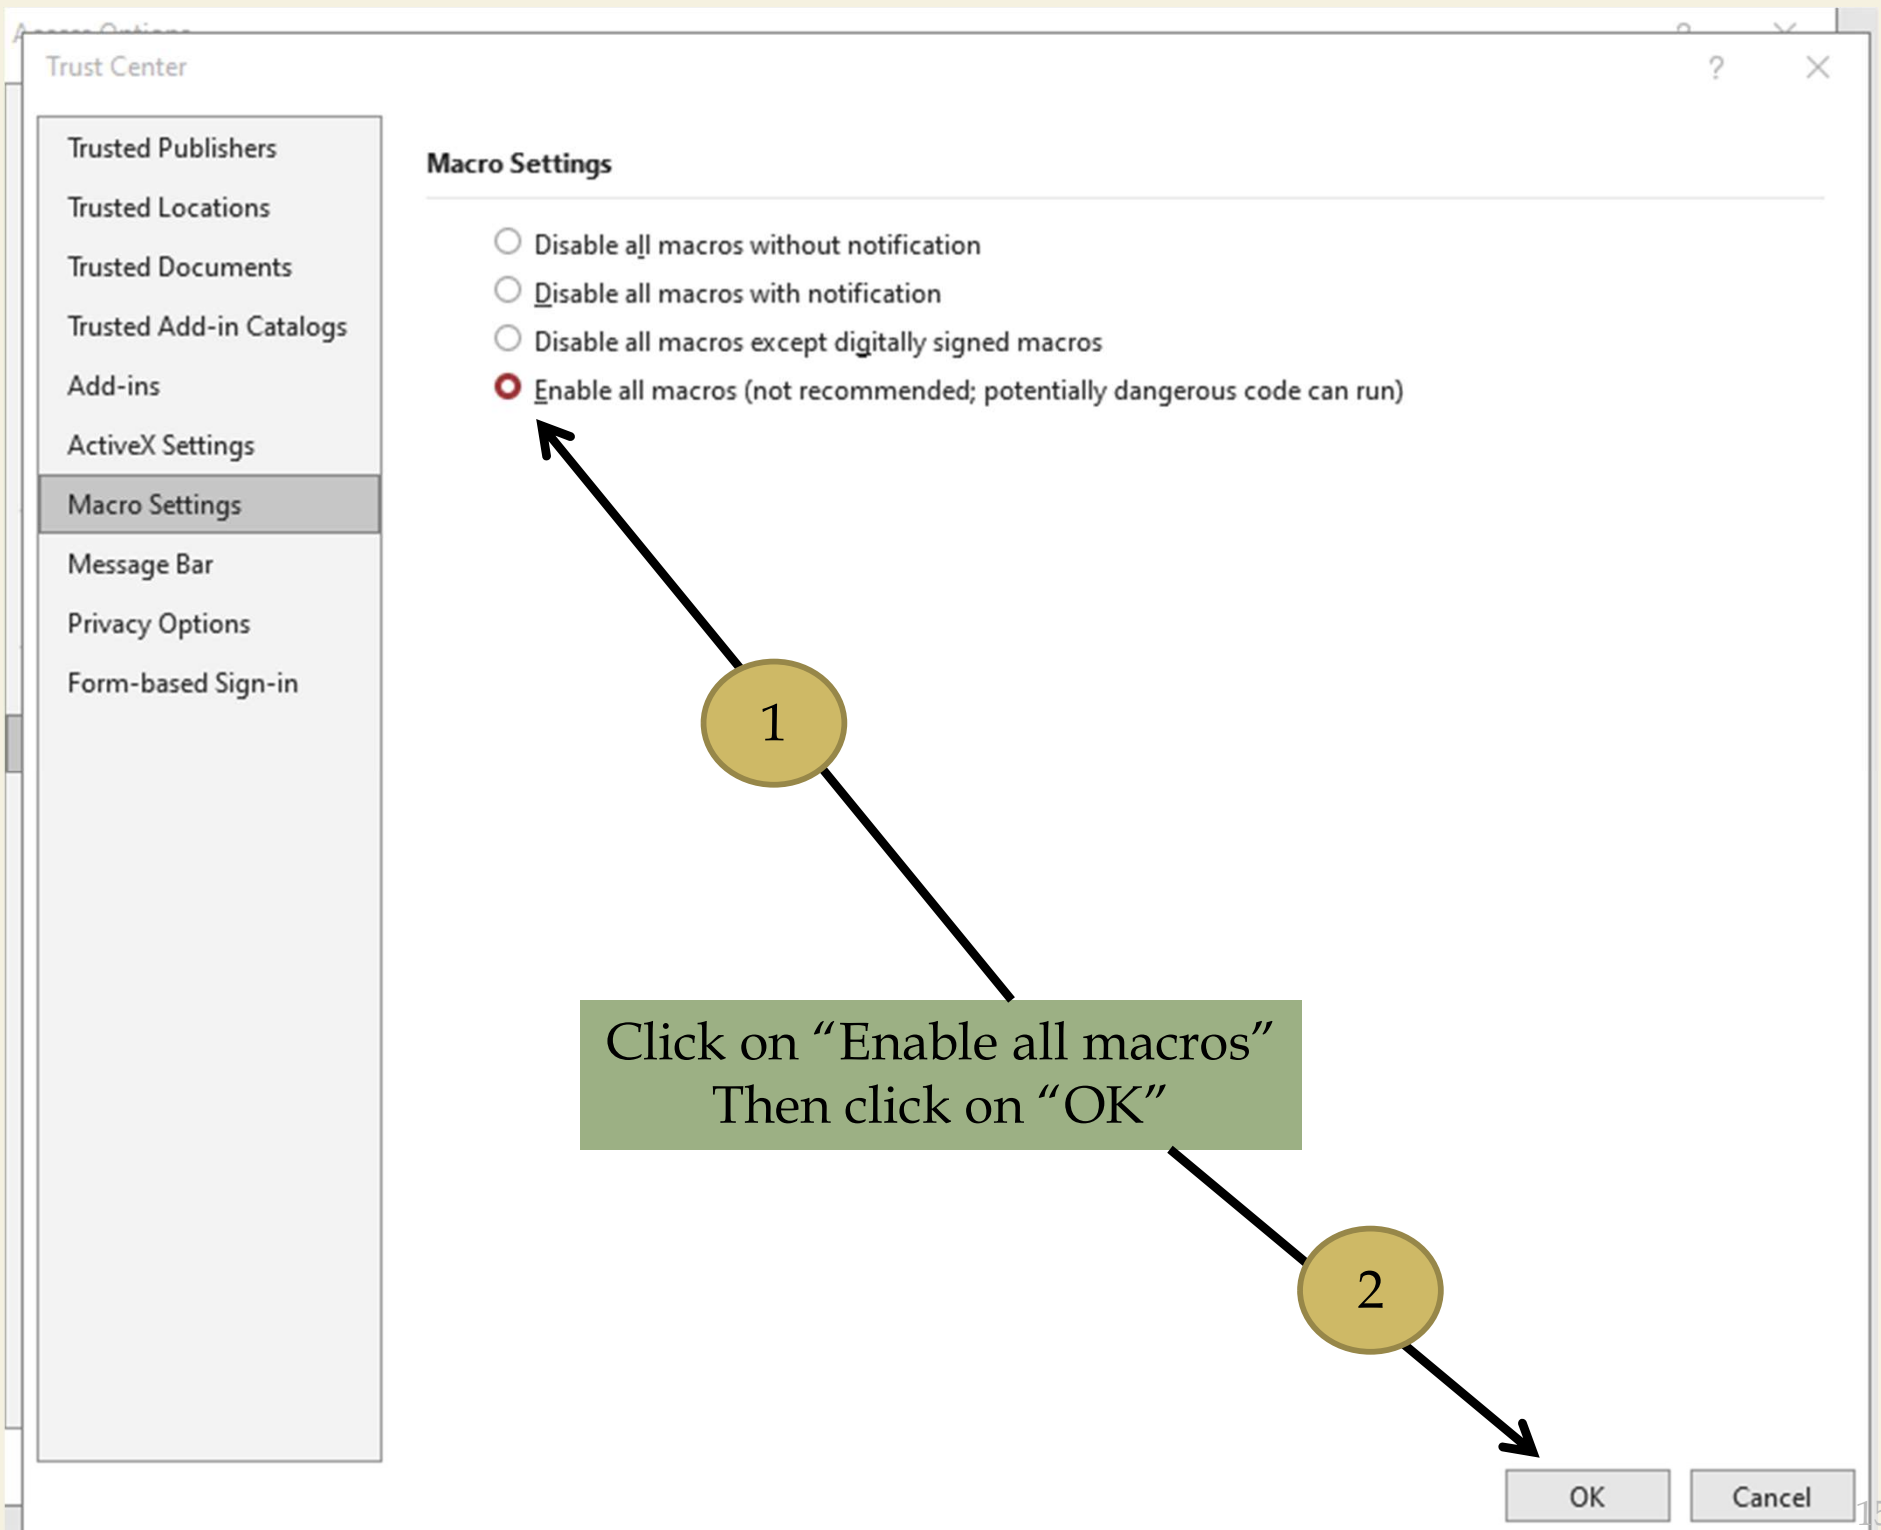 Access Options
? ×
Trust Center
? ×
Trusted Publishers
Trusted Locations
Trusted Documents
Trusted Add-in Catalogs
Add-ins
ActiveX Settings
Macro Settings
Message Bar
Privacy Options
Form-based Sign-in
Macro Settings
Disable all macros without notification
Disable all macros with notification
Disable all macros except digitally signed macros
Enable all macros (not recommended; potentially dangerous code can run)
1
Click on “Enable all macros”
Then click on “OK”
2
OK
Cancel
15